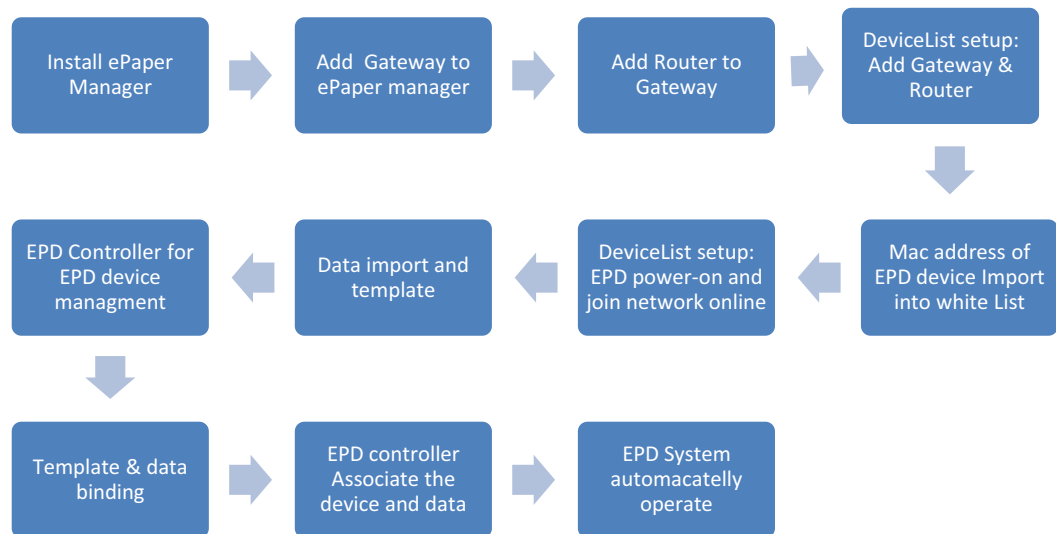 Install ePaper
Manager
Add Gateway to
ePaper manager
Add Router to
Gateway
DeviceList setup:
Add Gateway &
Router
Mac address of
EPD device Import
into white List
DeviceList setup:
EPD power-on and
join network online
Data import and
template
EPD Controller for
EPD device
managment
Template & data
binding
EPD controller
Associate the
device and data
EPD System
automacatelly
operate